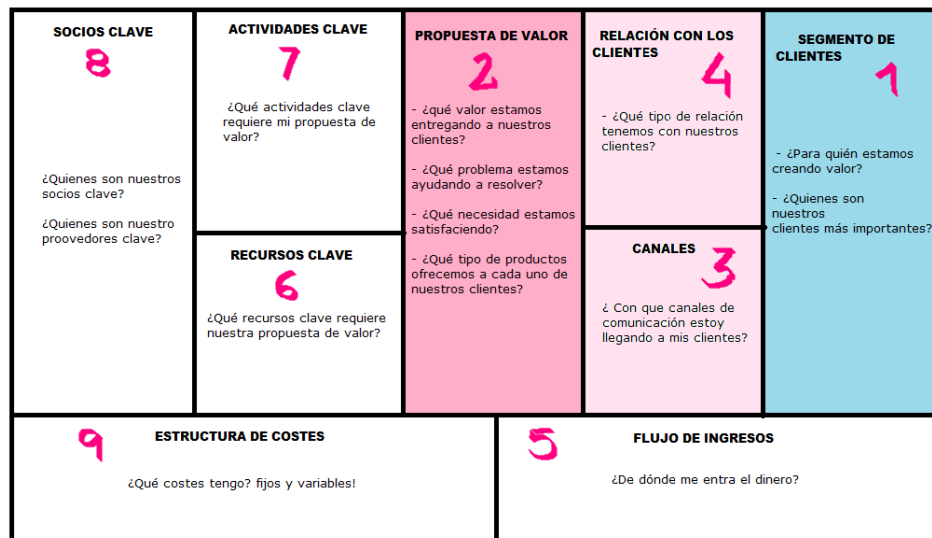 SOCIOS CLAVE
8
¿Quienes son nuestros
socios clave?
¿Quienes son nuestro
proovedores clave?
ACTIVIDADES CLAVE
7
¿Qué actividades clave
requiere mi propuesta de
valor?
RECURSOS CLAVE
6
¿Qué recursos clave requiere
nuestra propuesta de valor?
PROPUESTA DE VALOR
2
- ¿qué valor estamos
entregando a nuestros
clientes?
- ¿Qué problema estamos
ayudando a resolver?
- ¿Qué necesidad estamos
satisfaciendo?
- ¿Qué tipo de productos
ofrecemos a cada uno de
nuestros clientes?
RELACIÓN CON LOS
CLIENTES
4
- ¿Qué tipo de relación
tenemos con nuestros
clientes?
CANALES
3
¿ Con que canales de
comunicación estoy
llegando a mis clientes?
SEGMENTO DE
CLIENTES
1
- ¿Para quién estamos
creando valor?
- ¿Quienes son
nuestros
clientes más importantes?
9
ESTRUCTURA DE COSTES
¿Qué costes tengo? fijos y variables!
5
FLUJO DE INGRESOS
¿De dónde me entra el dinero?